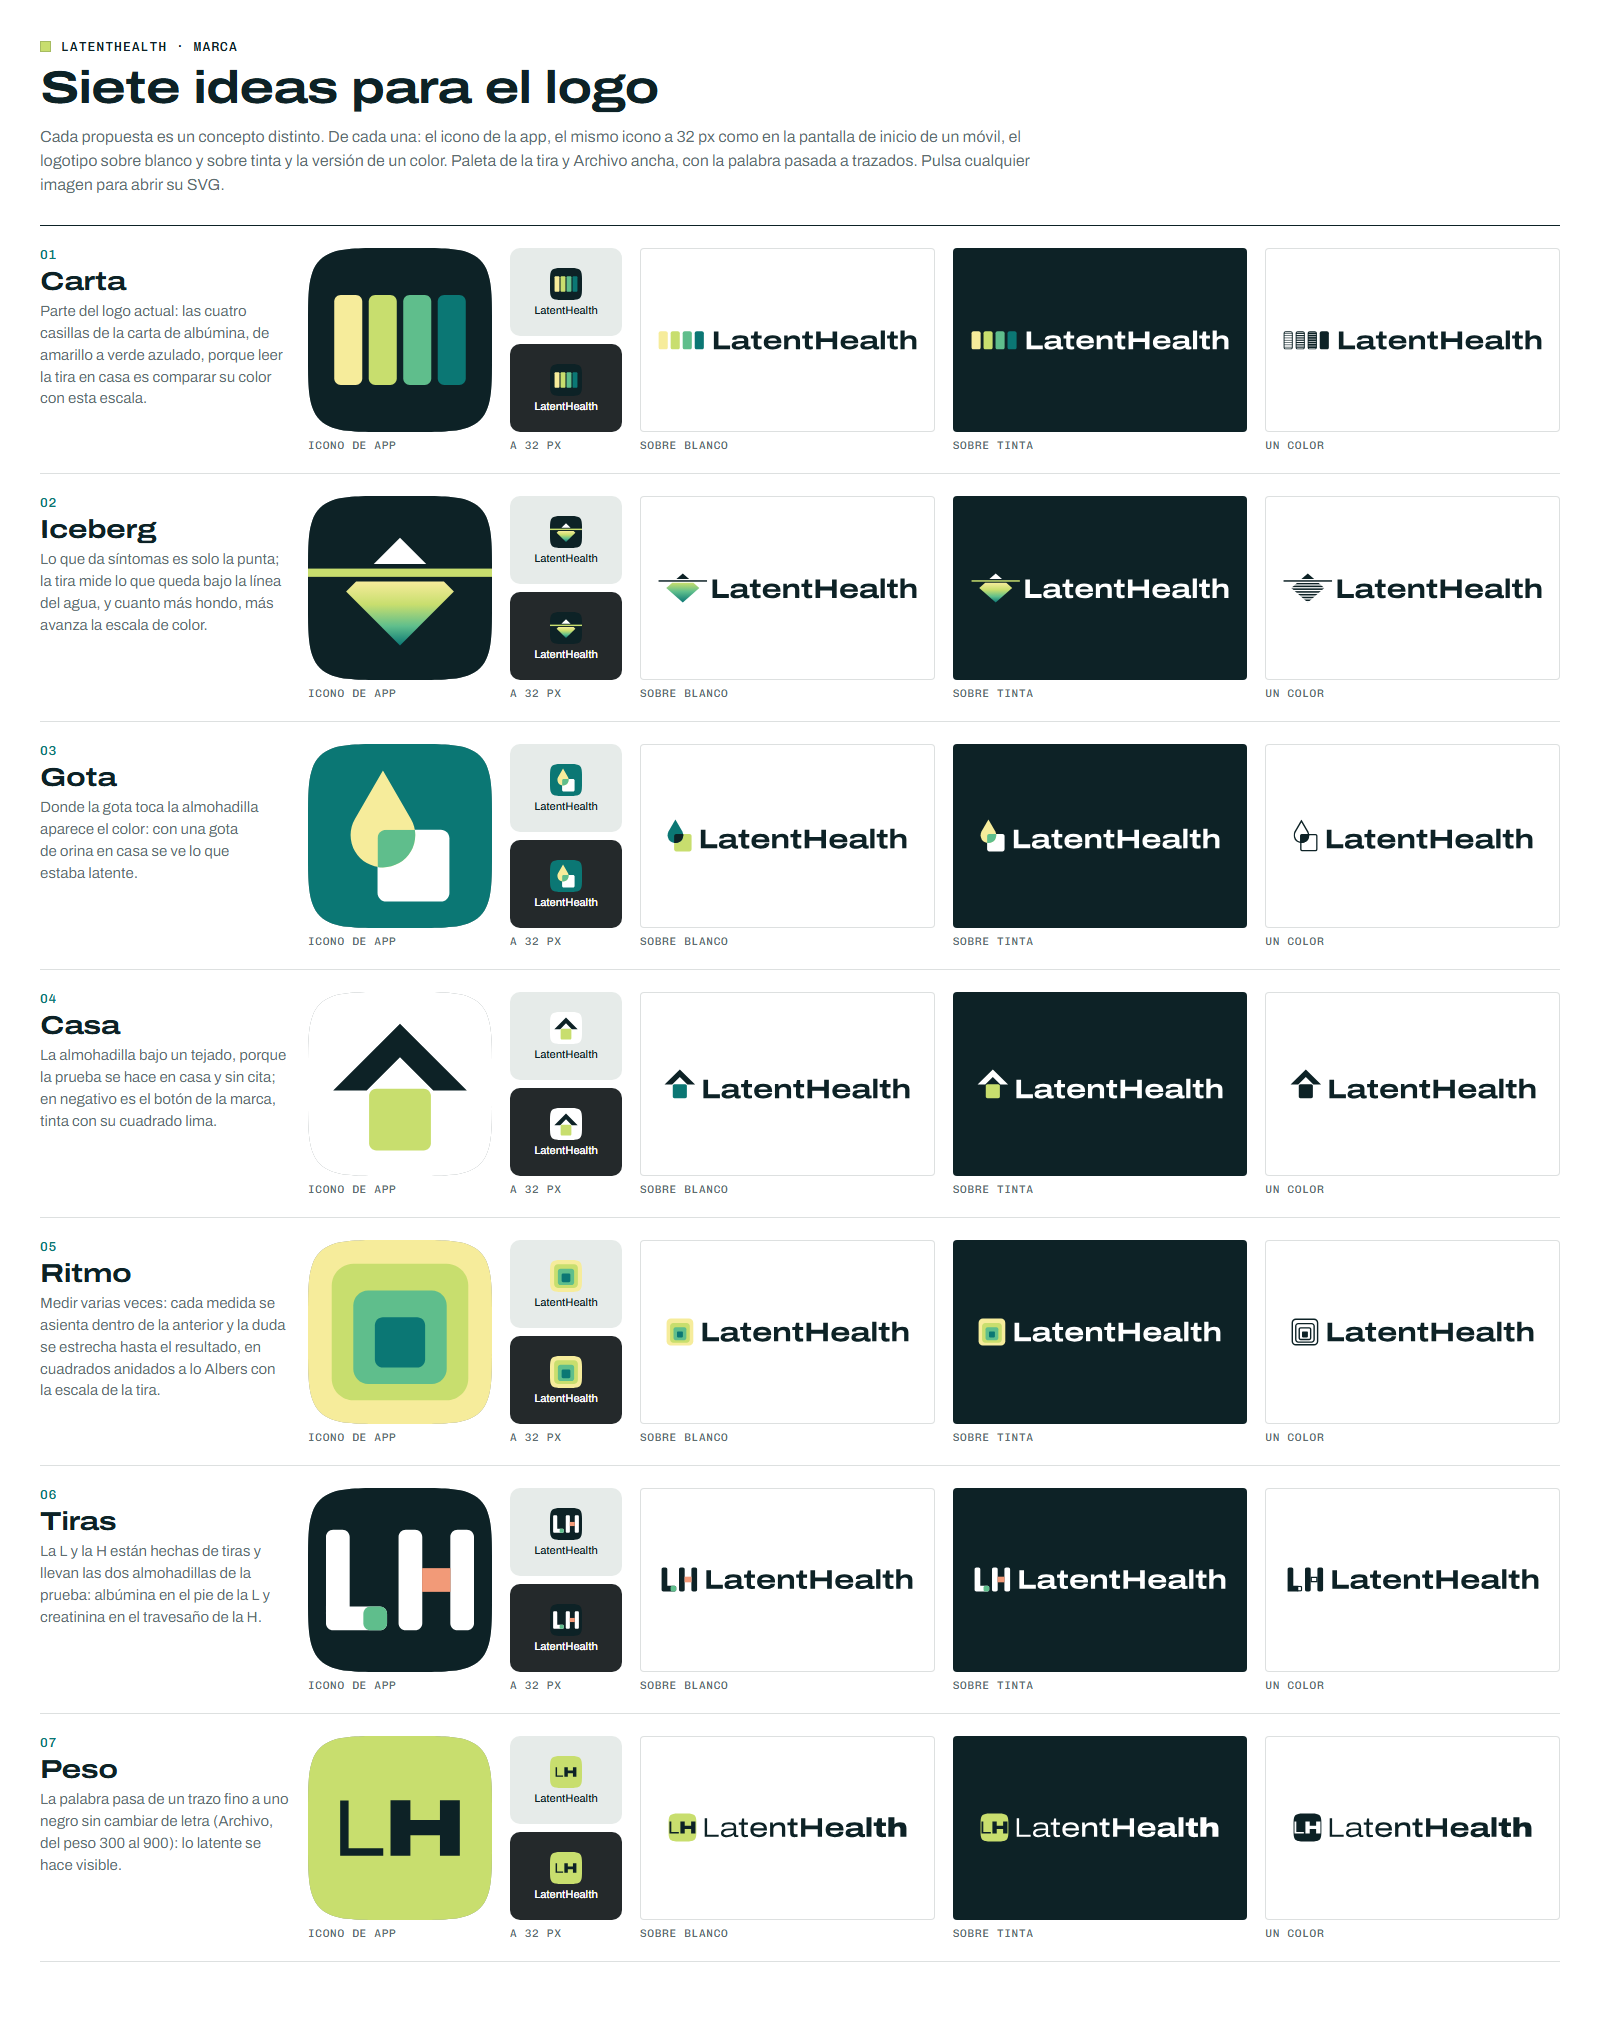 LATENTHEALTH · MARCA
Siete ideas para el logo
Cada propuesta es un concepto distinto. De cada una: el icono de la app, el mismo icono a 32 px como en la pantalla de inicio de un móvil, el
logotipo sobre blanco y sobre tinta y la versión de un color. Paleta de la tira y Archivo ancha, con la palabra pasada a trazados. Pulsa cualquier
imagen para abrir su SVG.
01
Carta
Parte del logo actual: las cuatro
casillas de la carta de albúmina, de
amarillo a verde azulado, porque leer
la tira en casa es comparar su color
con esta escala.
LatentHealth
LatentHealth
LatentHealth
LatentHealth
LatentHealth
ICONO DE APP
A 32 PX
SOBRE BLANCO
SOBRE TINTA
UN COLOR
02
Iceberg
Lo que da síntomas es solo la punta;
la tira mide lo que queda bajo la línea
del agua, y cuanto más hondo, más
avanza la escala de color.
LatentHealth
LatentHealth
LatentHealth
LatentHealth
LatentHealth
ICONO DE APP
A 32 PX
SOBRE BLANCO
SOBRE TINTA
UN COLOR
03
Gota
Donde la gota toca la almohadilla
aparece el color: con una gota
de orina en casa se ve lo que
estaba latente.
LatentHealth
LatentHealth
LatentHealth
LatentHealth
LatentHealth
ICONO DE APP
A 32 PX
SOBRE BLANCO
SOBRE TINTA
UN COLOR
04
Casa
La almohadilla bajo un tejado, porque
la prueba se hace en casa y sin cita;
en negativo es el botón de la marca,
tinta con su cuadrado lima.
LatentHealth
LatentHealth
LatentHealth
LatentHealth
LatentHealth
ICONO DE APP
A 32 PX
SOBRE BLANCO
SOBRE TINTA
UN COLOR
05
Ritmo
Medir varias veces: cada medida se
asienta dentro de la anterior y la duda
se estrecha hasta el resultado, en
cuadrados anidados a lo Albers con
la escala de la tira.
LatentHealth
LatentHealth
LatentHealth
LatentHealth
LatentHealth
ICONO DE APP
A 32 PX
SOBRE BLANCO
SOBRE TINTA
UN COLOR
06
Tiras
La L y la H están hechas de tiras y
llevan las dos almohadillas de la
prueba: albúmina en el pie de la L y
creatinina en el travesaño de la H.
LH
LH
LatentHealth
LH
LatentHealth
LH LatentHealth
LH LatentHealth
LH LatentHealth
ICONO DE APP
A 32 PX
SOBRE BLANCO
SOBRE TINTA
UN COLOR
07
Peso
La palabra pasa de un trazo fino a uno
negro sin cambiar de letra (Archivo,
del peso 300 al 900): lo latente se
hace visible.
LH
LH
LatentHealth
LH
LatentHealth
LH LatentHealth
LH LatentHealth
LH LatentHealth
ICONO DE APP
A 32 PX
SOBRE BLANCO
SOBRE TINTA
UN COLOR